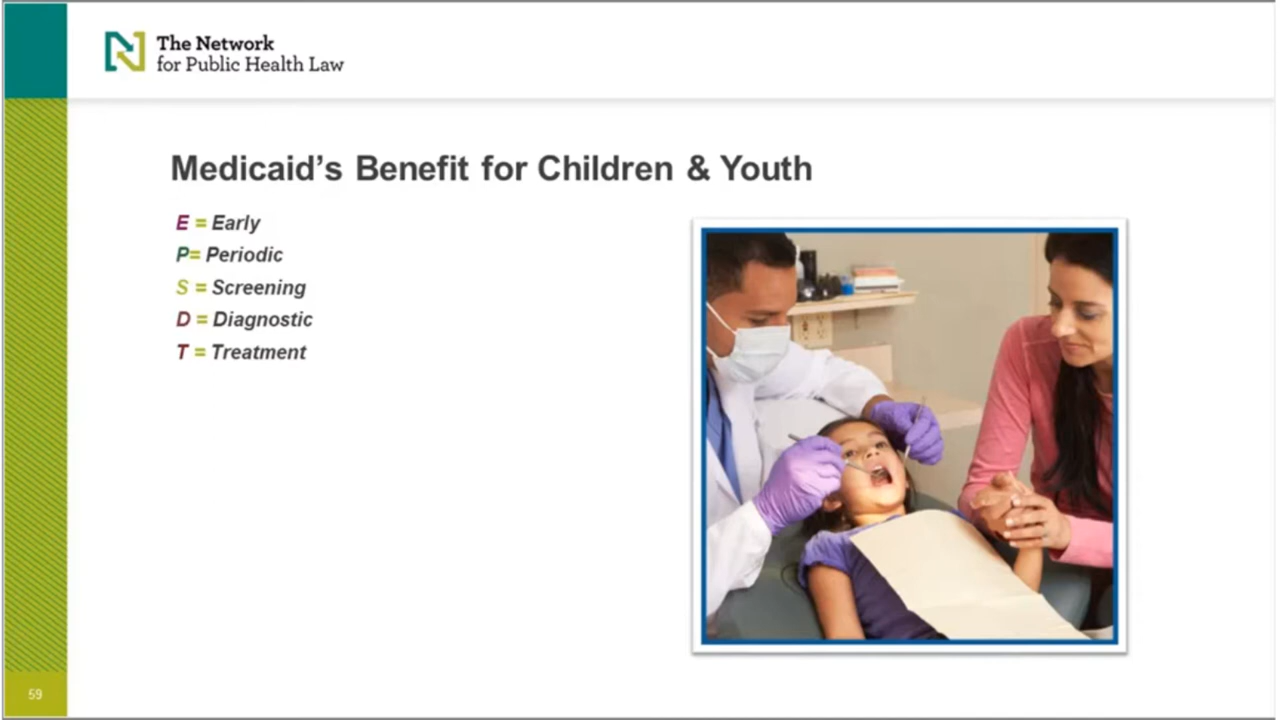 The Network
for Public Health Law
Medicaid’s Benefit for Children & Youth
E = Early
P= Periodic
S = Screening
D = Diagnostic
T = Treatment
59